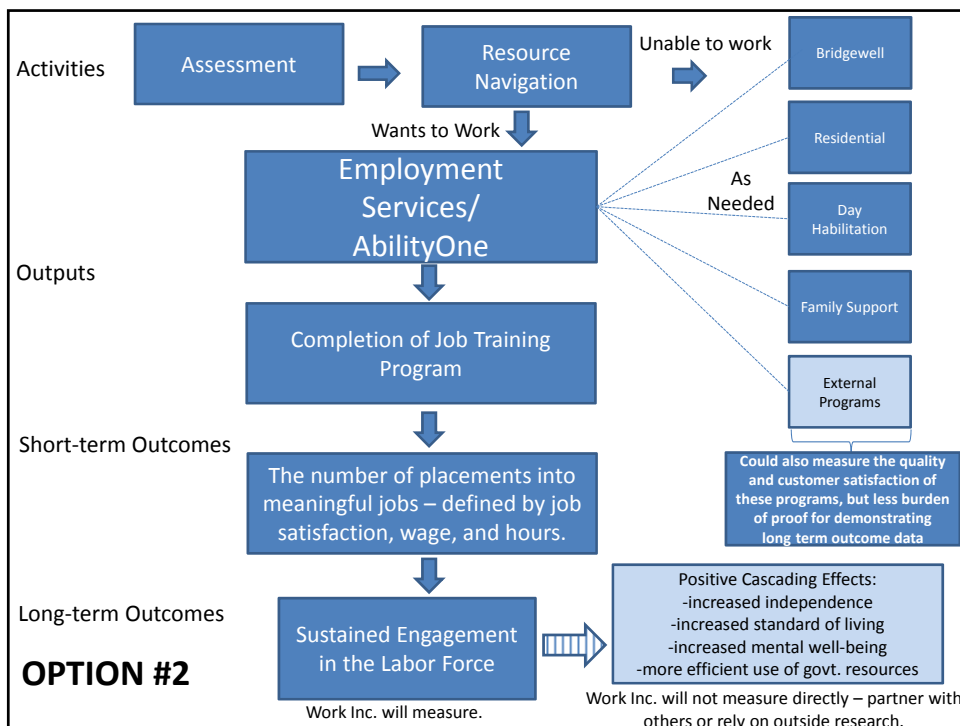 Activities
Assessment
Resource
Navigation
Unable to work
Bridgewell
Wants to Work
Residential
Employment
Services/
AbilityOne
As
Needed
Day
Habilitation
Outputs
Family Support
Completion of Job Training
Program
External
Programs
Short-term Outcomes
The number of placements into
meaningful jobs – defined by job
satisfaction, wage, and hours.
Could also measure the quality
and customer satisfaction of
these programs, but less burden
of proof for demonstrating
long term outcome data
Long-term Outcomes
Sustained Engagement
in the Labor Force
Positive Cascading Effects:
-increased independence
-increased standard of living
-increased mental well-being
-more efficient use of govt. resources
OPTION #2
Work Inc. will measure.
Work Inc. will not measure directly – partner with
others or rely on outside research.